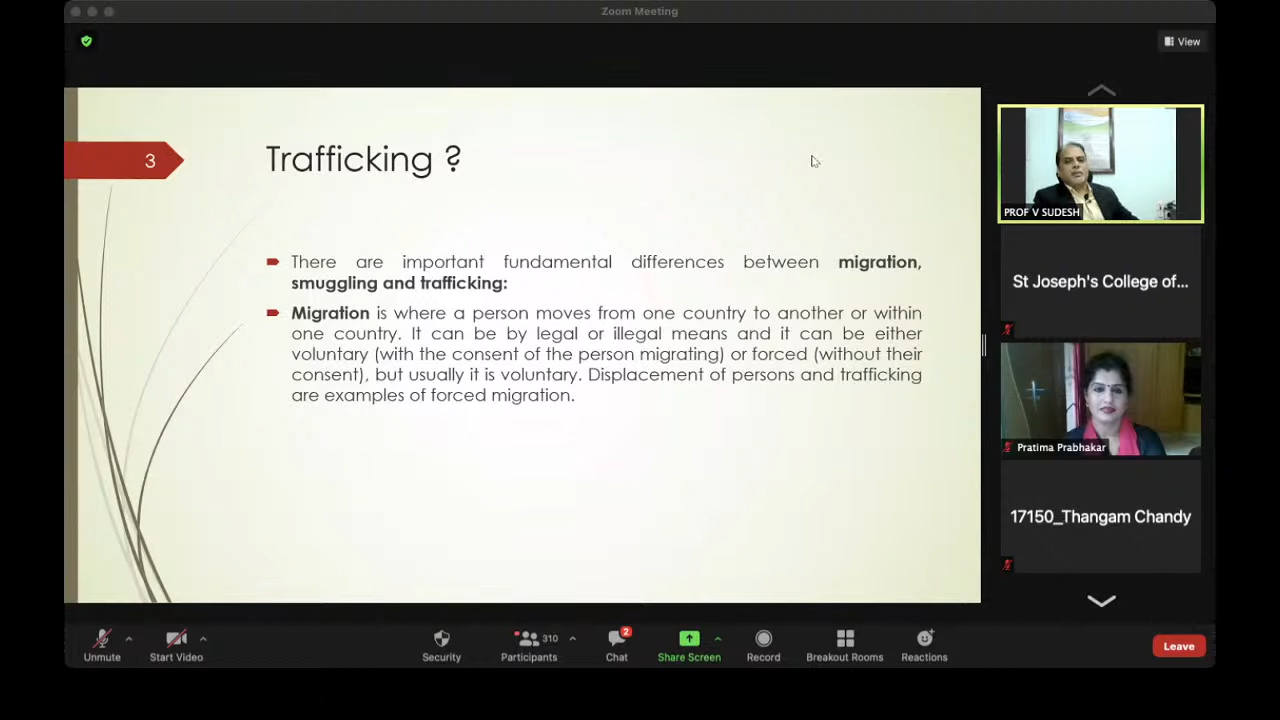 Zoom Meeting
View
3
Trafficking ?
There are important fundamental differences between migration,
smuggling and trafficking:
Migration is where a person moves from one country to another or within
one country. It can be by legal or illegal means and it can be either
voluntary (with the consent of the person migrating) or forced (without their
consent), but usually it is voluntary. Displacement of persons and trafficking
are examples of forced migration.
PROF V SUDESH
St Joseph's College of...
Pratima Prabhakar
17150_Thangam Chandy
Unmute
Start Video
Security
Participants
310
Chat
2
Share Screen
Record
Breakout Rooms
Reactions
Leave